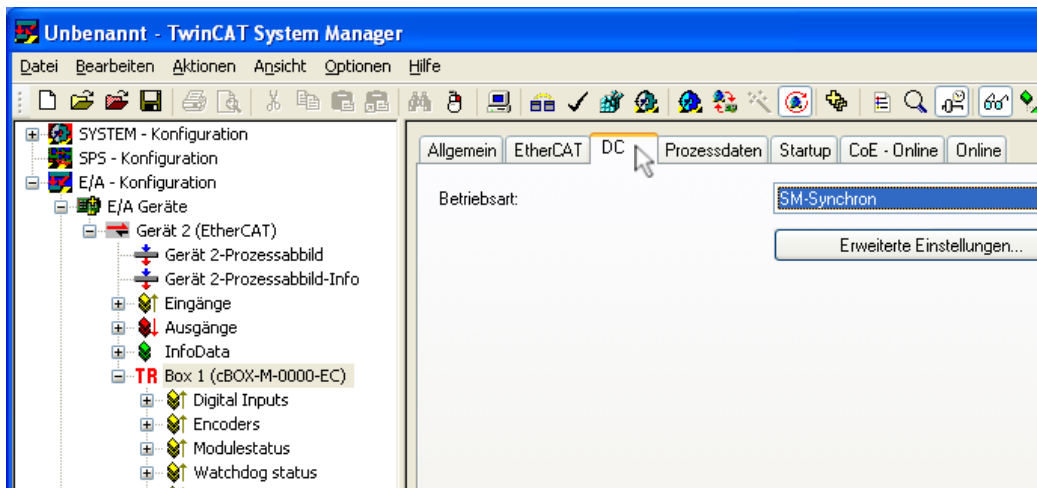 Unbenannt - TwinCAT System Manager
Datei Bearbeiten Aktionen Ansicht Optionen Hilfe
SYSTEM - Konfiguration
SPS - Konfiguration
E/A - Konfiguration
E/A Geräte
Gerät 2 (EtherCAT)
Gerät 2-Prozessabbild
Gerät 2-Prozessabbild-Info
Eingänge
Ausgänge
InfoData
TR Box 1 (cBOX-M-0000-EC)
Digital Inputs
Encoders
Modulestatus
Watchdog status
Allgemein EtherCAT DC Prozessdaten Startup CoE - Online Online
Betriebsart: SM-Synchron
Erweiterte Einstellungen...